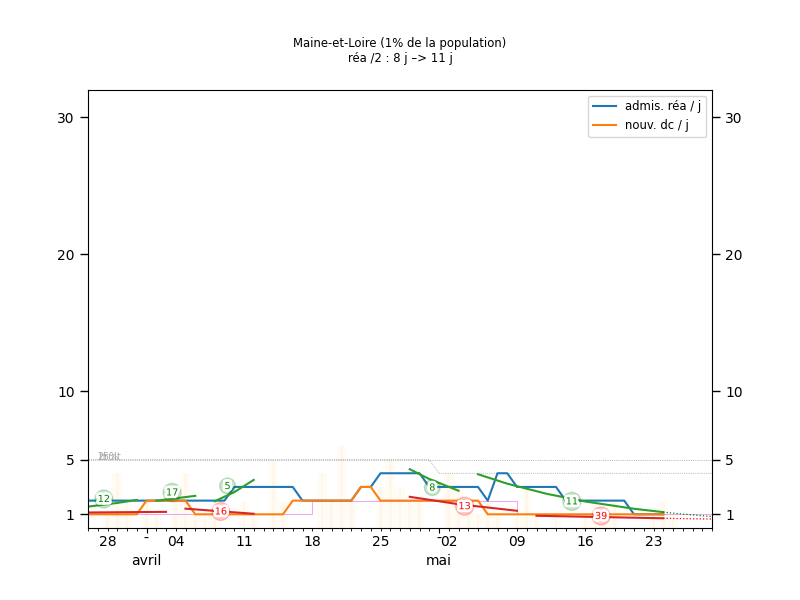 Maine-et-Loire (1% de la population)
réa /2 : 8 j –> 11 j
admis. réa / j
nouv. dc / j
30 30
20 20
10 10
5 5
1 1
12 17 5 16 8 13 11 39
28 04 11 18 25 02 09 16 23
avril mai